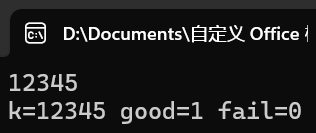 D:\Documents\自定义 Office
12345
k=12345 good=1 fail=0